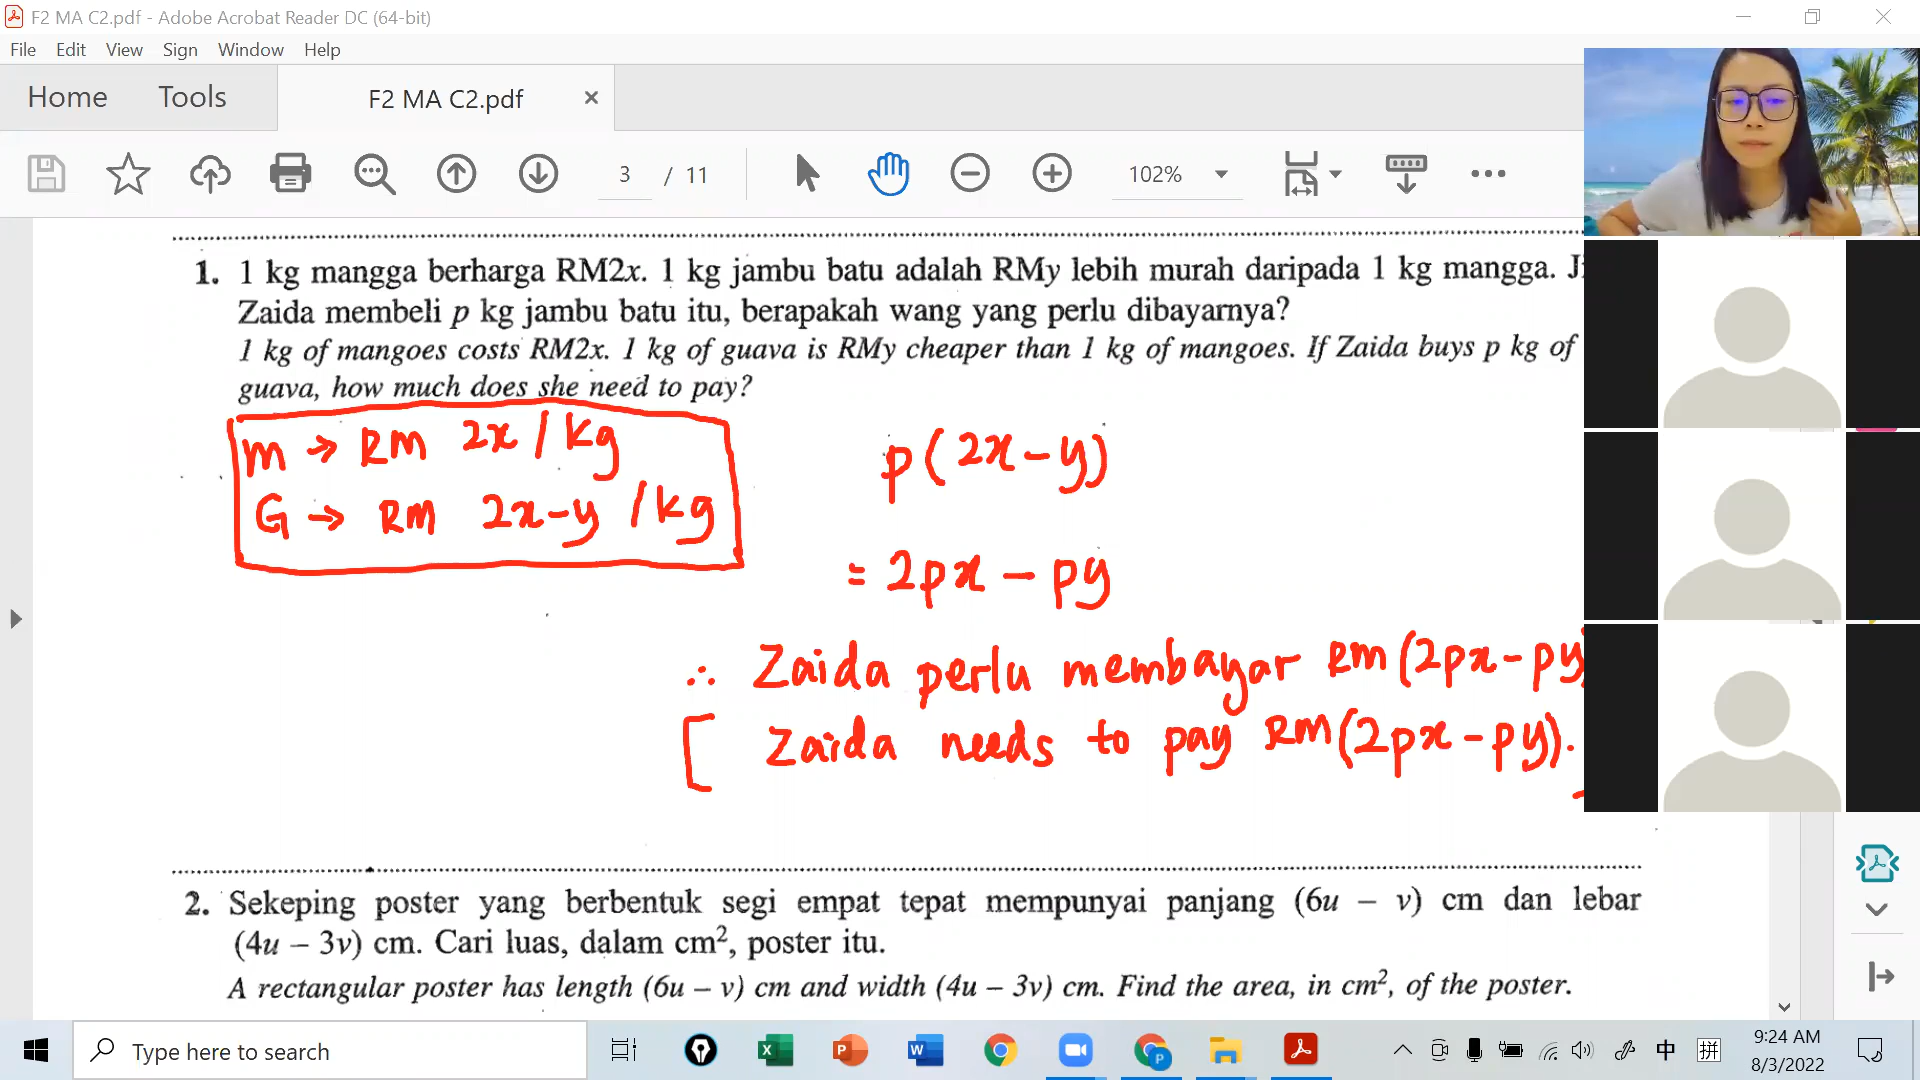 F2 MA C2.pdf - Adobe Acrobat Reader DC (64-bit)
File Edit View Sign Window Help
Home Tools F2 MA C2.pdf
3 / 11 102%
1. 1 kg mangga berharga RM2x. 1 kg jambu batu adalah RMy lebih murah daripada 1 kg mangga.
Zaida membeli p kg jambu batu itu, berapakah wang yang perlu dibayarnya?
1 kg of mangoes costs RM2x. 1 kg of guava is RMy cheaper than 1 kg of mangoes. If Zaida buys p kg of
guava, how much does she need to pay?
m → RM 2x / kg
G → RM 2x-y / kg
p(2x-y)
= 2px - py
∴ Zaida perlu membayar RM(2px-py)
[ Zaida needs to pay RM(2px-py).
2. Sekeping poster yang berbentuk segi empat tepat mempunyai panjang (6u – v) cm dan lebar
(4u – 3v) cm. Cari luas, dalam cm², poster itu.
A rectangular poster has length (6u – v) cm and width (4u – 3v) cm. Find the area, in cm², of the poster.
Type here to search
中 拼
9:24 AM
8/3/2022